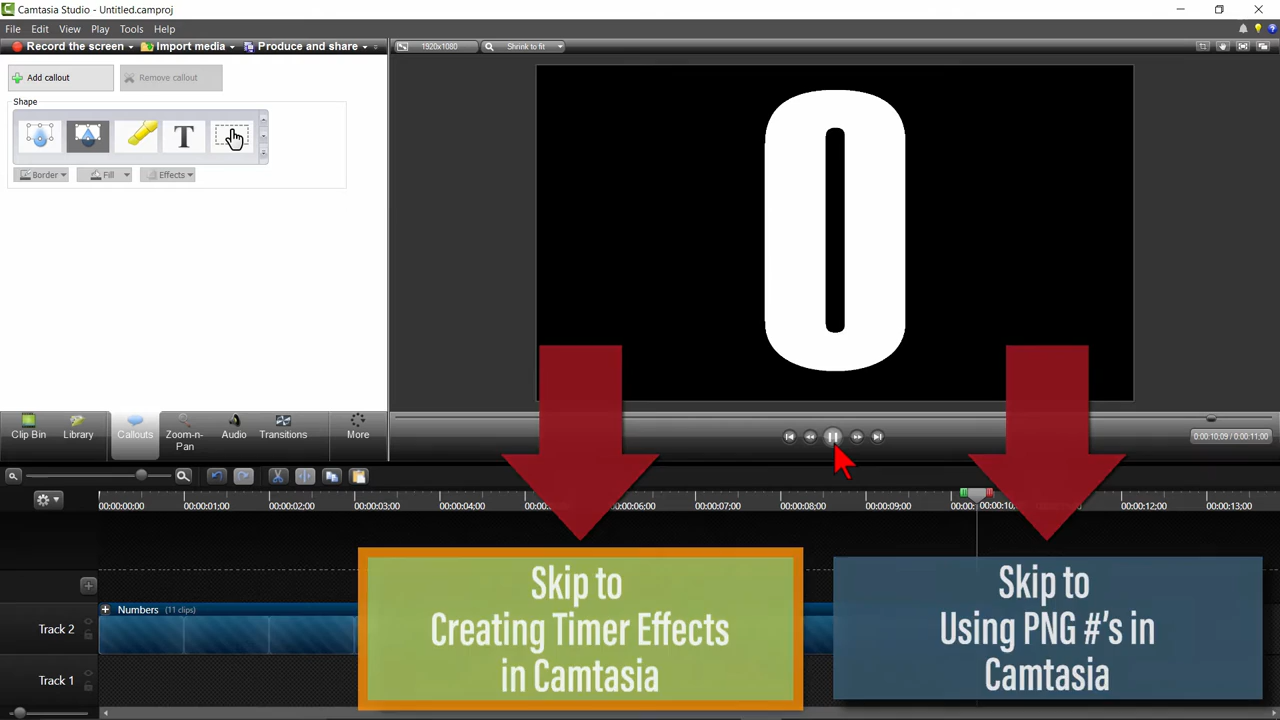 Camtasia Studio - Untitled.camproj
File Edit View Play Tools Help
Record the screen Import media Produce and share
1920x1080 Shrink to fit
Add callout Remove callout
Shape
T
Border Fill Effects
0
Clip Bin Library Callouts Zoom-n-Pan Audio Transitions More
0:00:10;09 / 0:00:11;00
00:00:00;00 00:00:01;00 00:00:02;00 00:00:03;00 00:00:04;00 00:00:06;00 00:00:07;00 00:00:08;00 00:00:09;00 00:00:12;00 00:00:13;00
Numbers (11 clips)
Track 2
Track 1
Skip to
Creating Timer Effects
in Camtasia
Skip to
Using PNG #'s in
Camtasia